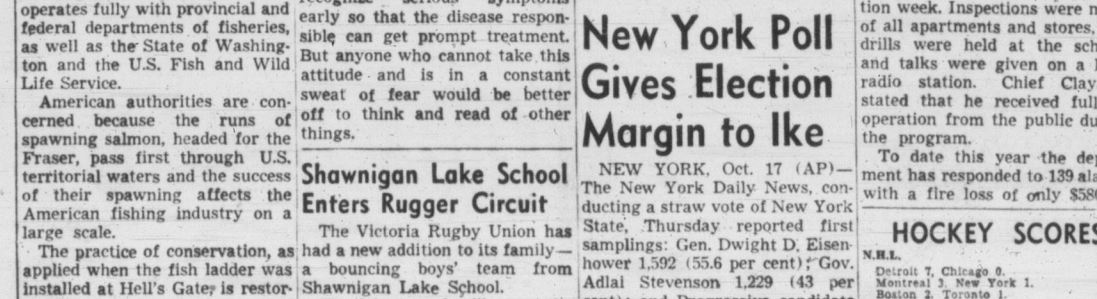 operates fully with provincial and
federal departments of fisheries,
as well as the State of Washing-
ton and the U.S. Fish and Wild
Life Service.
American authorities are con-
cerned because the runs of
spawning salmon, headed for the
Fraser, pass first through U.S.
territorial waters and the success
of their spawning affects the
American fishing industry on a
large scale.
The practice of conservation, as
applied when the fish ladder was
installed at Hell's Gate, is restor-
early so that the disease respon-
sible can get prompt treatment.
But anyone who cannot take this
attitude and is in a constant
sweat of fear would be better
off to think and read of other
things.
Shawnigan Lake School
Enters Rugger Circuit
The Victoria Rugby Union has
had a new addition to its family—
a bouncing boys' team from
Shawnigan Lake School.
New York Poll
Gives Election
Margin to Ike
NEW YORK, Oct. 17 (AP)—
The New York Daily News, con-
ducting a straw vote of New York
State, Thursday reported first
samplings: Gen. Dwight D. Eisen-
hower 1,592 (55.6 per cent); Gov.
Adlai Stevenson 1,229 (43 per
cent); and Progressive candidate
tion week. Inspections were
of all apartments and stores,
drills were held at the sch
and talks were given on a
radio station. Chief Clay
stated that he received full
operation from the public du
the program.
To date this year the de
ment has responded to 139 ala
with a fire loss of only $58
HOCKEY SCORES
N.H.L.
Detroit 7, Chicago 0.
Montreal 3, New York 1.
Boston 2, Toronto 1.